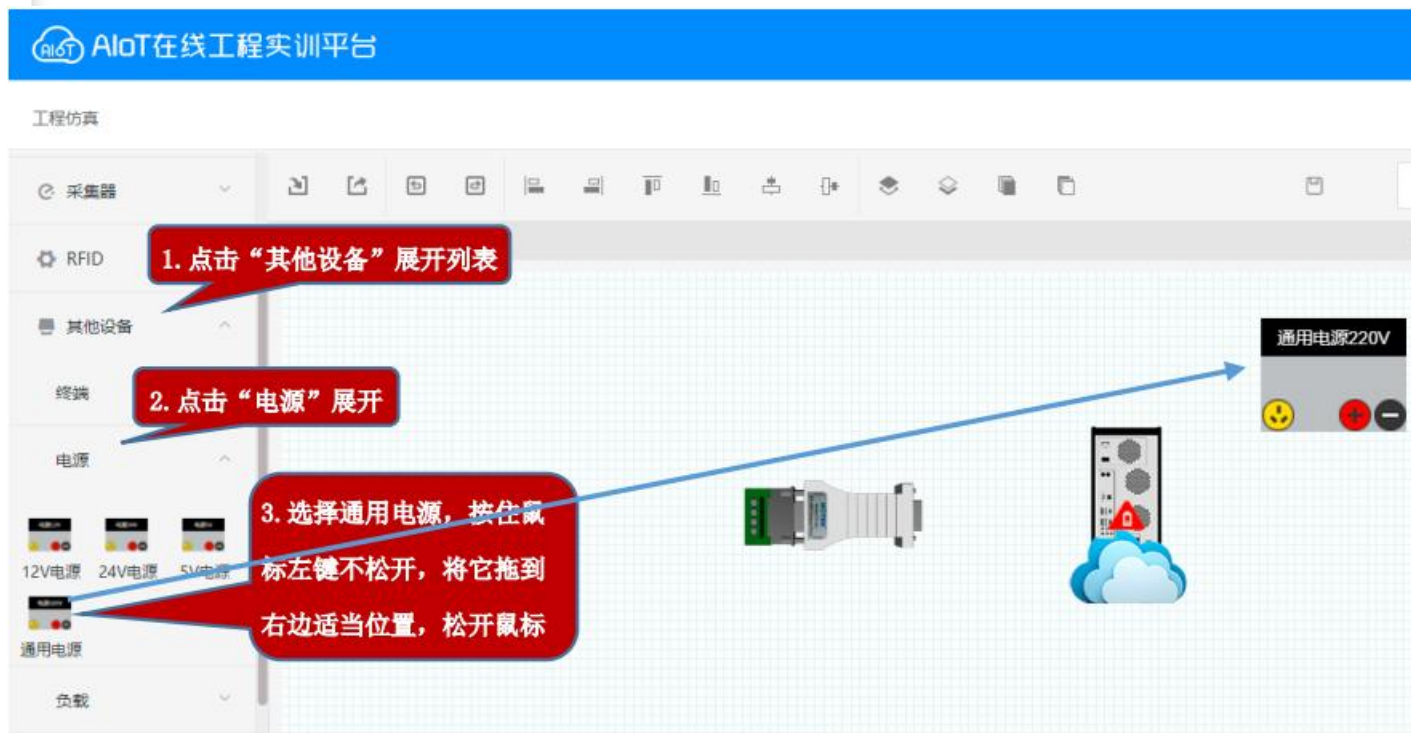 AIoT AIoT在线工程实训平台
工程仿真
采集器
RFID
1. 点击“其他设备”展开列表
其他设备
通用电源220V
终端
2. 点击“电源”展开
电源
3. 选择通用电源，按住鼠
标左键不松开，将它拖到
右边适当位置，松开鼠标
12V电源 24V电源 5V电源
通用电源
负载